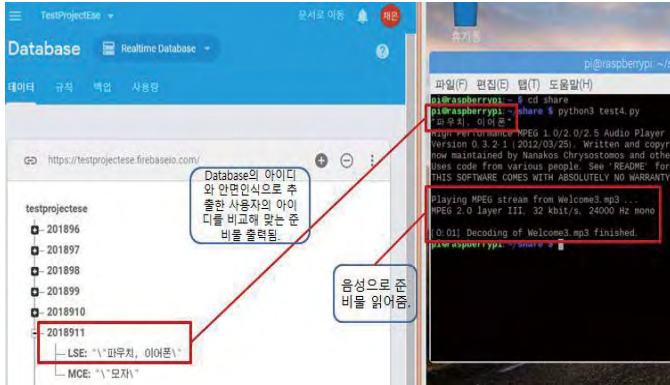 TestProjectEse
문서로 이동
채은
Database
Realtime Database
데이터 규칙 백업 사용량
https://testprojectese.firebaseio.com/
testprojectese
201896
201897
201898
201899
2018910
2018911
LSE: "\"파우치, 이어폰\"
MCE: "\"모자\"
Database의 아이디
와 안면인식으로 추
출한 사용자의 아이
디를 비교해 맞는 준
비물 출력됨.
음성으로 준
비물 읽어줌.
휴지통
pi@raspberrypi: ~/s
파일(F) 편집(E) 탭(T) 도움말(H)
pi@raspberrypi:~ $ cd share
pi@raspberrypi:~/share $ python3 test4.py
"파우치, 이어폰"
High Performance MPEG 1.0/2.0/2.5 Audio Player
Version 0.3.2-1 (2012/03/25). Written and copyr
now maintained by Nanakos Chrysostomos and othe
Uses code from various people. See 'README' for
THIS SOFTWARE COMES WITH ABSOLUTELY NO WARRANTY
Playing MPEG stream from Welcome3.mp3 ...
MPEG 2.0 layer III, 32 kbit/s, 24000 Hz mono
[0:01] Decoding of Welcome3.mp3 finished.
pi@raspberrypi:~/share $